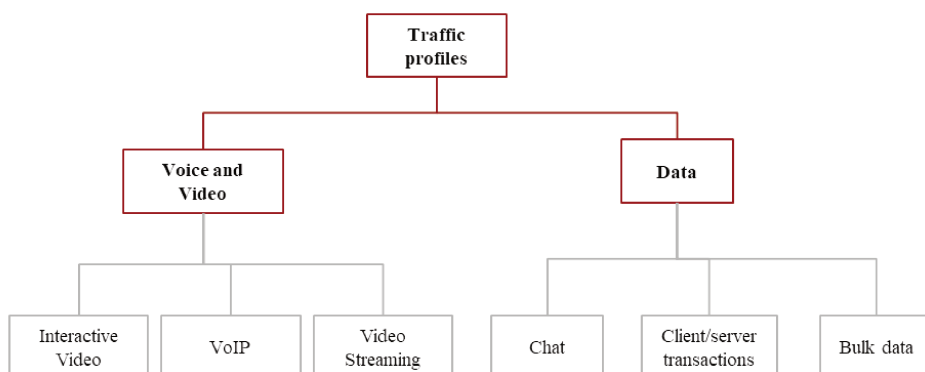 Traffic
profiles
Voice and
Video
Data
Interactive
Video
VoIP
Video
Streaming
Chat
Client/server
transactions
Bulk data